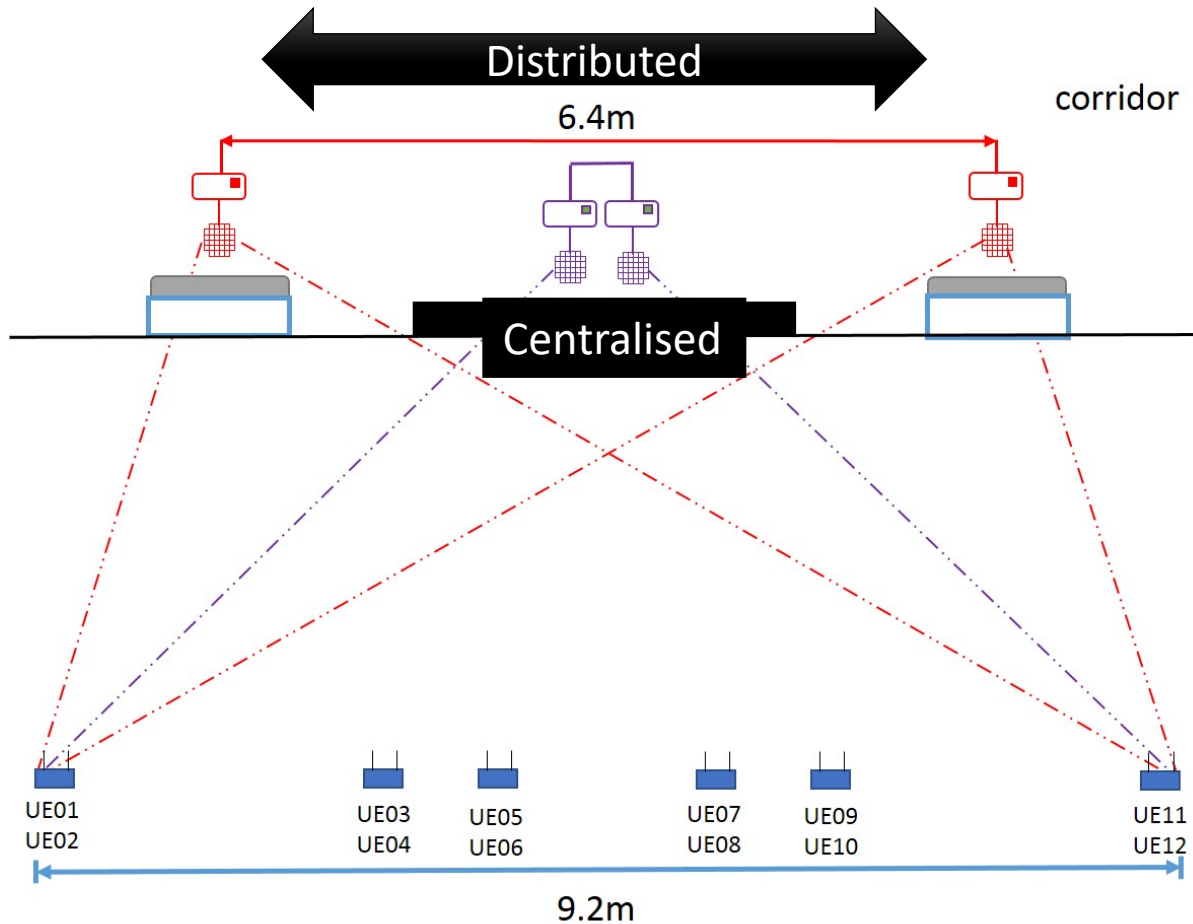 Distributed
corridor
6.4m
Centralised
UE01
UE02
UE03
UE04
UE05
UE06
UE07
UE08
UE09
UE10
UE11
UE12
9.2m